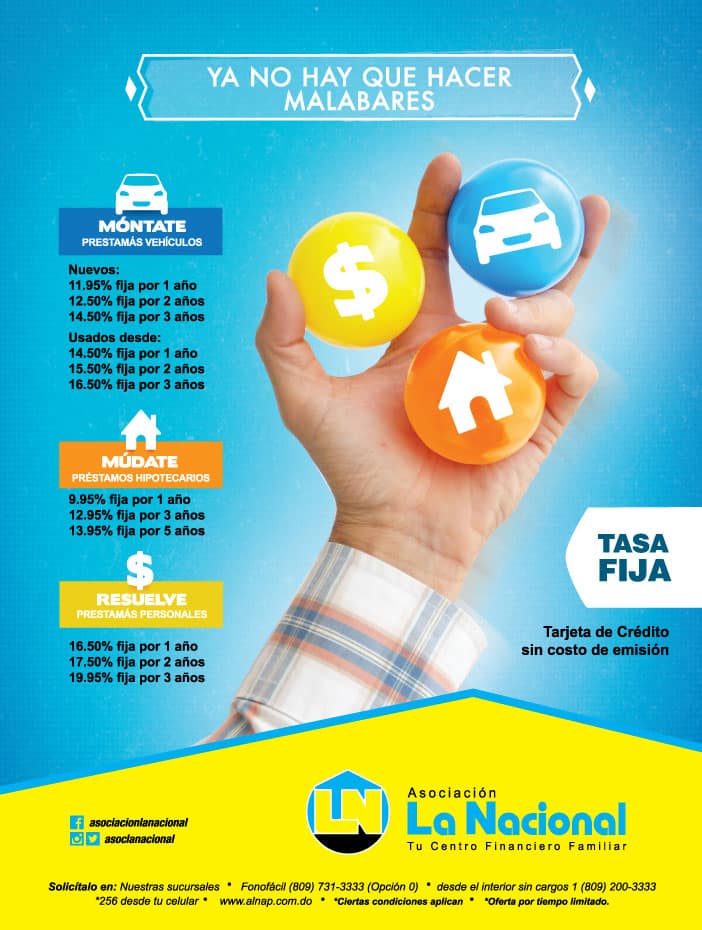 YA NO HAY QUE HACER
MALABARES
MÓNTATE
PRESTAMÁS VEHÍCULOS
Nuevos:
11.95% fija por 1 año
12.50% fija por 2 años
14.50% fija por 3 años
Usados desde:
14.50% fija por 1 año
15.50% fija por 2 años
16.50% fija por 3 años
$
MÚDATE
PRÉSTAMOS HIPOTECARIOS
9.95% fija por 1 año
12.95% fija por 3 años
13.95% fija por 5 años
$
RESUELVE
PRESTAMÁS PERSONALES
16.50% fija por 1 año
17.50% fija por 2 años
19.95% fija por 3 años
TASA
FIJA
Tarjeta de Crédito
sin costo de emisión
asociacionlanacional
asoclanacional
LN
Asociación
La Nacional
Tu Centro Financiero Familiar
Solicítalo en: Nuestras sucursales * Fonofácil (809) 731-3333 (Opción 0) * desde el interior sin cargos 1 (809) 200-3333
*256 desde tu celular * www.alnap.com.do * *Ciertas condiciones aplican * *Oferta por tiempo limitado.